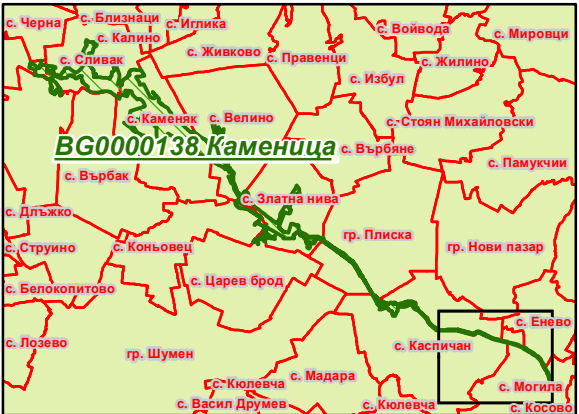 с. Черна
с. Близнаци
с. Иглика
с. Войвода
с. Мировци
с. Калино
с. Живково
с. Правенци
с. Сливак
с. Жилино
с. Избул
с. Каменяк
с. Велино
с. Стоян Михайловски
BG0000138 Каменица
с. Върбяне
с. Памукчии
с. Върбак
с. Златна нива
с. Длъжко
гр. Плиска
с. Струино
с. Коньовец
гр. Нови пазар
с. Царев брод
с. Белокопитово
с. Енево
с. Лозево
с. Каспичан
гр. Шумен
с. Мадара
с. Кюлевча
с. Могила
с. Васил Друмев
с. Кюлевча
с. Косово